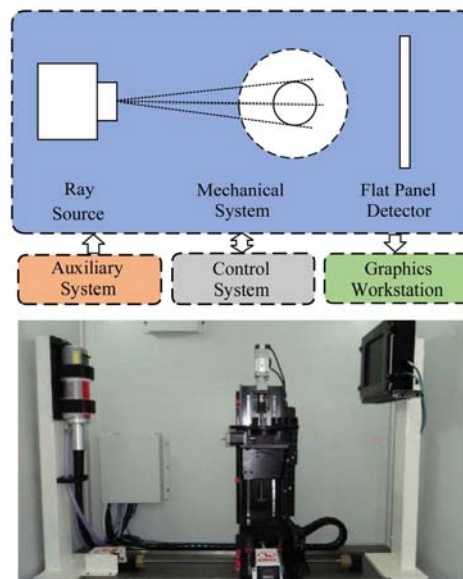 Ray
Source
Mechanical
System
Flat Panel
Detector
Auxiliary
System
Control
System
Graphics
Workstation